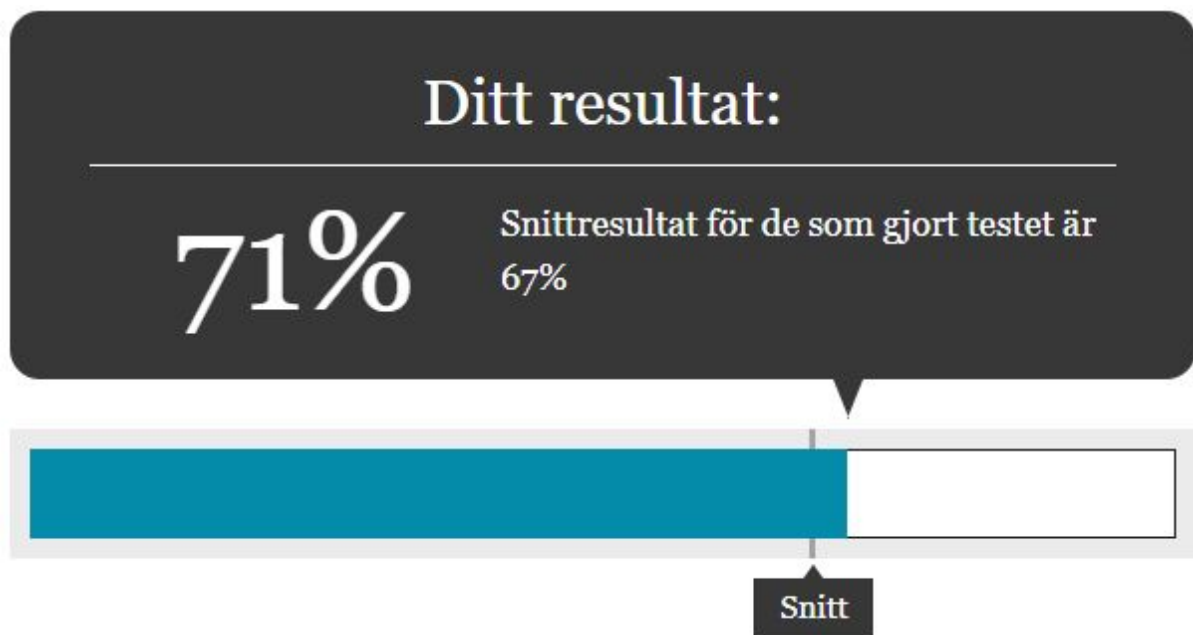 Ditt resultat:
71%
Snittresultat för de som gjort testet är
67%
Snitt